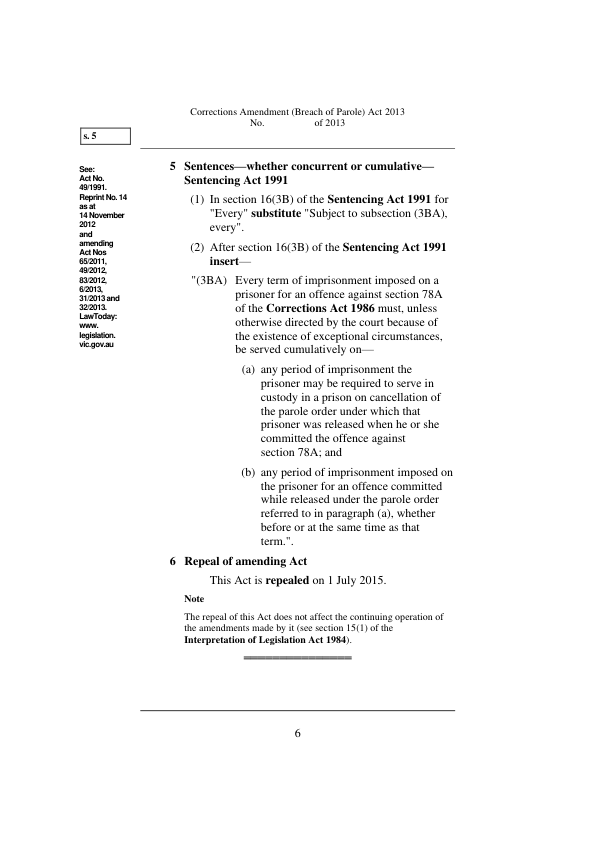 Corrections Amendment (Breach of Parole) Act 2013
No. of 2013
s. 5
See:
Act No.
49/1991.
Reprint No. 14
as at
14 November
2012
and
amending
Act Nos
65/2011,
49/2012,
83/2012,
6/2013,
31/2013 and
32/2013.
LawToday:
www.
legislation.
vic.gov.au
5 Sentences—whether concurrent or cumulative—
Sentencing Act 1991
(1) In section 16(3B) of the Sentencing Act 1991 for
"Every" substitute "Subject to subsection (3BA),
every".
(2) After section 16(3B) of the Sentencing Act 1991
insert—
"(3BA) Every term of imprisonment imposed on a
prisoner for an offence against section 78A
of the Corrections Act 1986 must, unless
otherwise directed by the court because of
the existence of exceptional circumstances,
be served cumulatively on—
(a) any period of imprisonment the
prisoner may be required to serve in
custody in a prison on cancellation of
the parole order under which that
prisoner was released when he or she
committed the offence against
section 78A; and
(b) any period of imprisonment imposed on
the prisoner for an offence committed
while released under the parole order
referred to in paragraph (a), whether
before or at the same time as that
term.".
6 Repeal of amending Act
This Act is repealed on 1 July 2015.
Note
The repeal of this Act does not affect the continuing operation of
the amendments made by it (see section 15(1) of the
Interpretation of Legislation Act 1984).
6